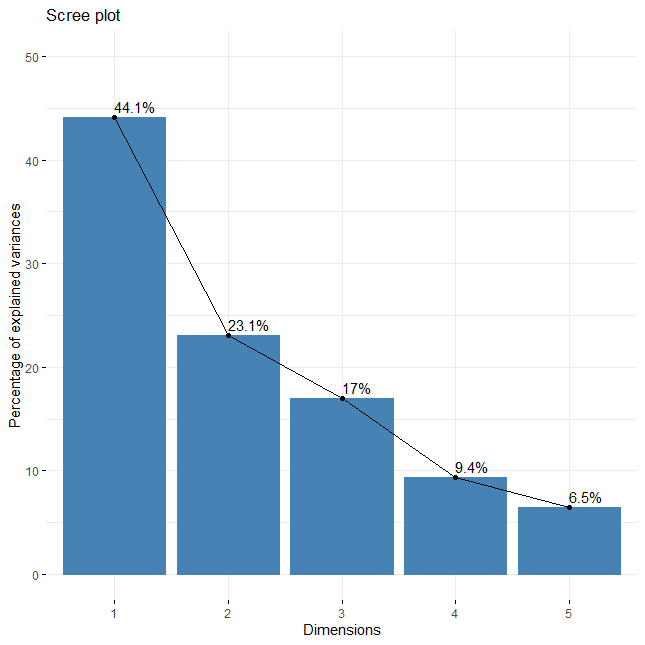 Scree plot
Percentage of explained variances
50
40
30
20
10
0
44.1%
23.1%
17%
9.4%
6.5%
1 2 3 4 5
Dimensions